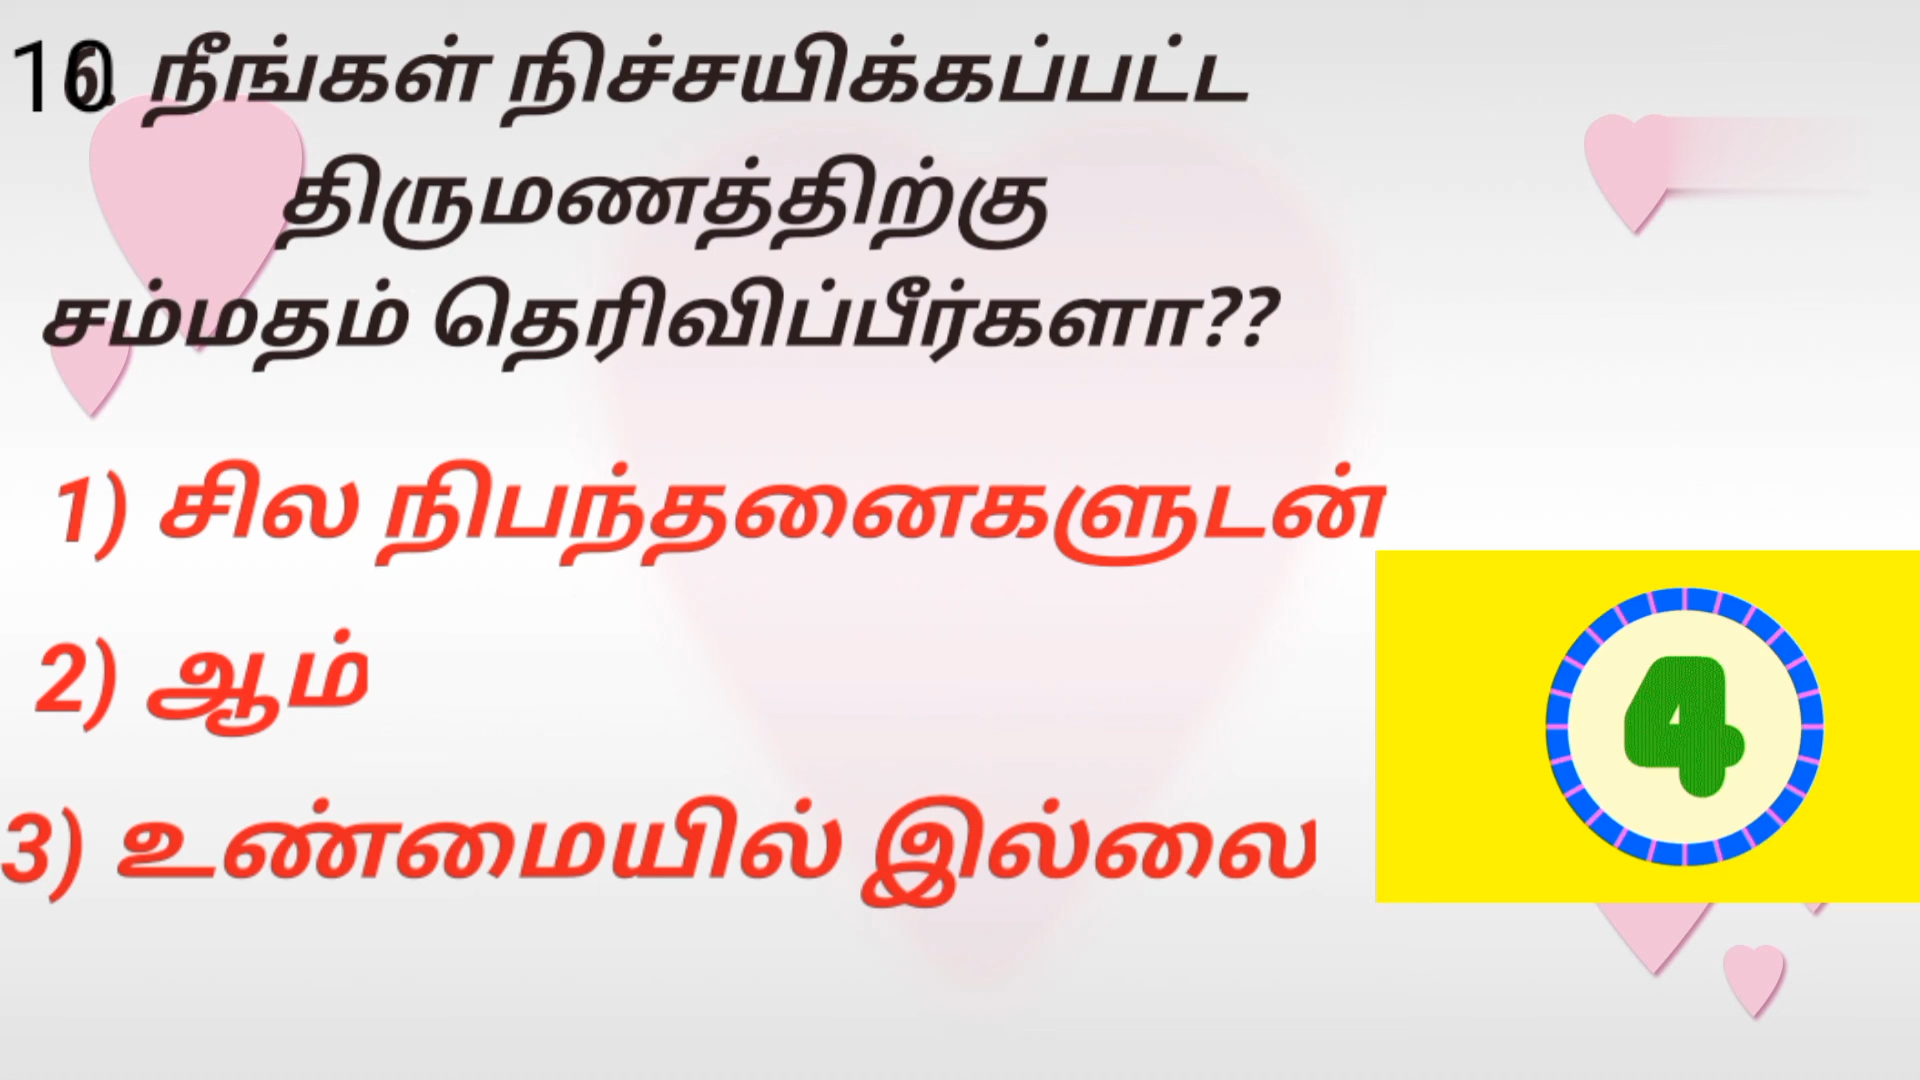 10. நீங்கள் நிச்சயிக்கப்பட்ட
திருமணத்திற்கு
சம்மதம் தெரிவிப்பீர்களா??
1) சில நிபந்தனைகளுடன்
2) ஆம்
3) உண்மையில் இல்லை
4